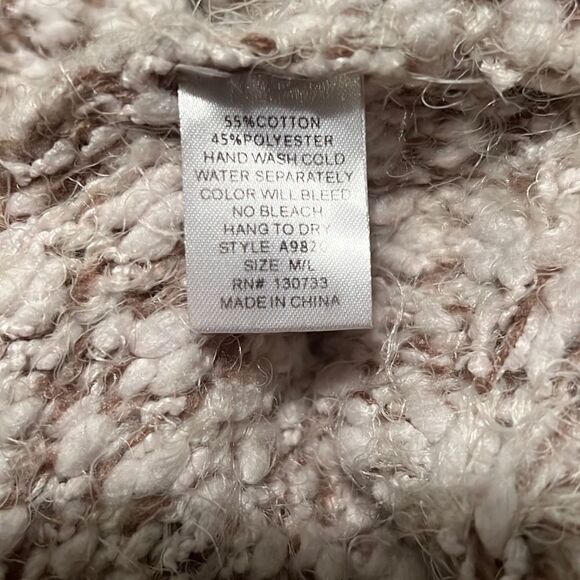 55%COTTON
45%POLYESTER
HAND WASH COLD
WATER SEPARATELY
COLOR WILL BLEED
NO BLEACH
HANG TO DRY
STYLE
SIZE M/L
RN# 130733
MADE IN CHINA